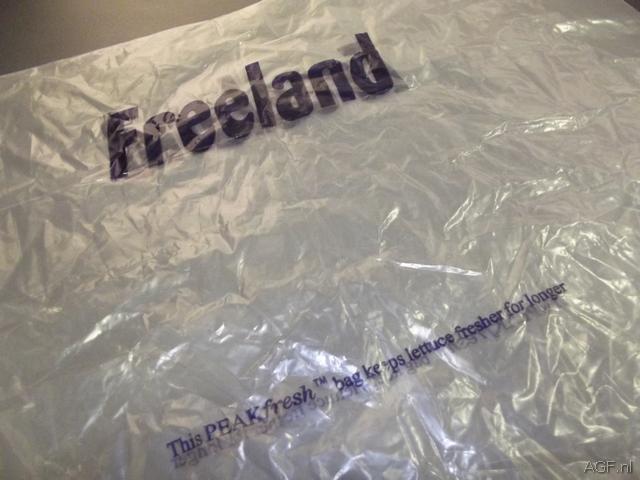 Freeland
This PEAKfresh™ bag keeps lettuce fresher for longer
AGF.nl